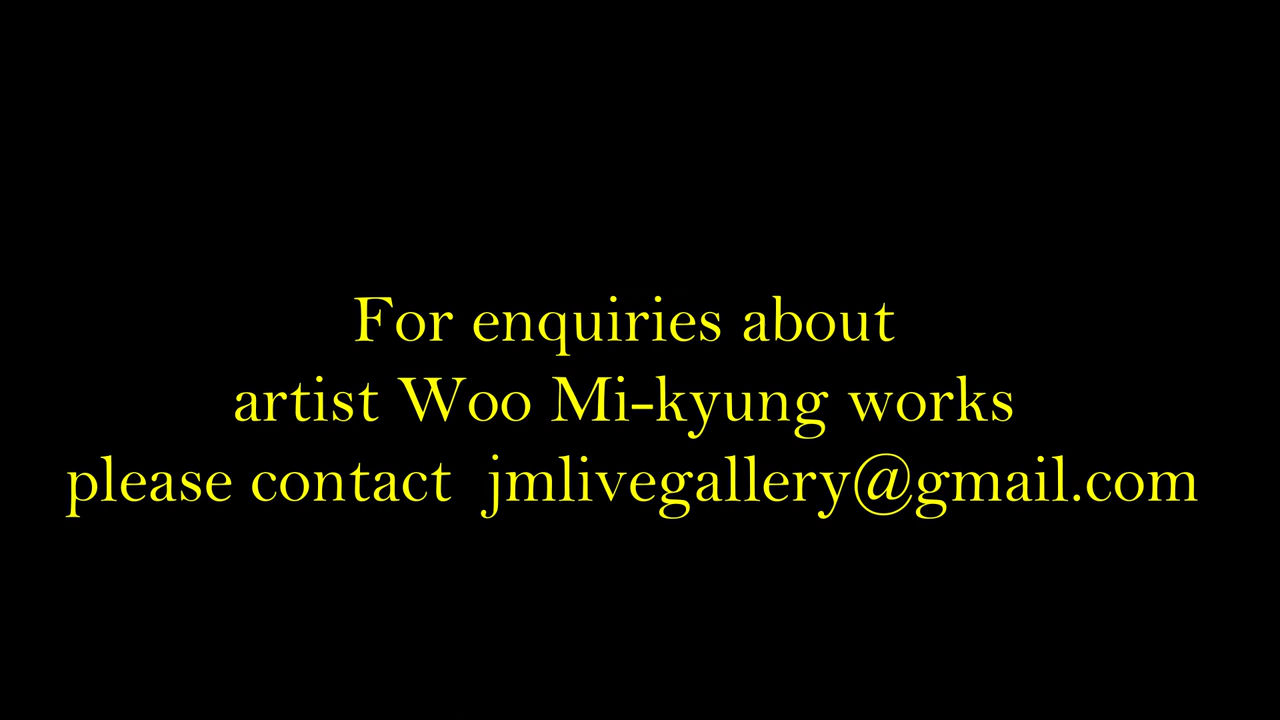 For enquiries about
artist Woo Mi-kyung works
please contact  jmlivegallery@gmail.com